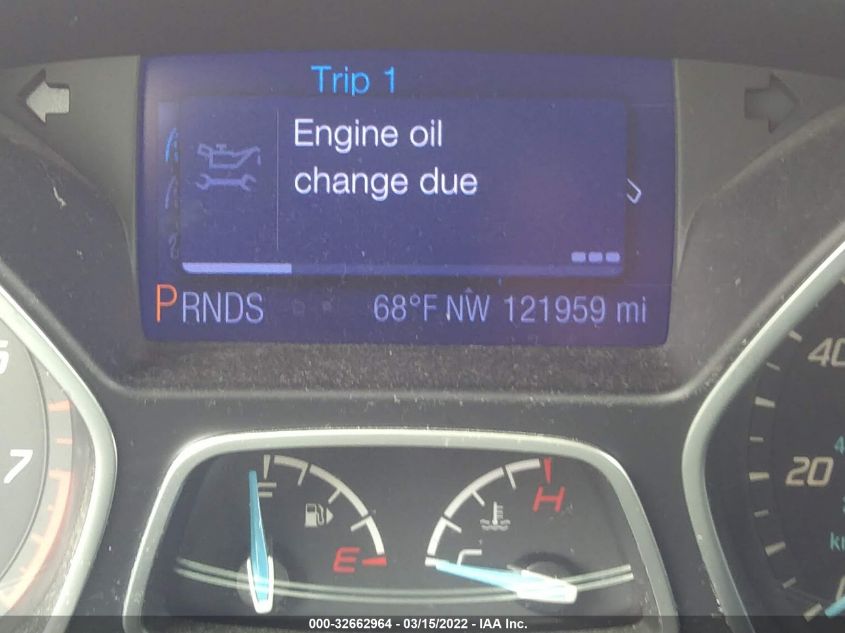 Trip 1
Engine oil
change due
PRNDS 68°F NW 121959 mi
5
7
40
20
F
E
H
C
000-32662964 - 03/15/2022 - IAA Inc.